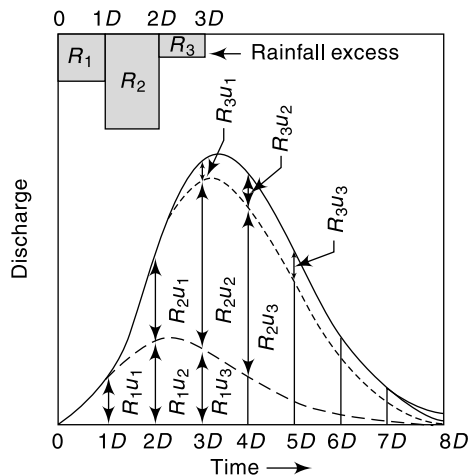 0 1D 2D 3D
R1
R2
R3
Rainfall excess
R3u1
R3u2
R3u3
Discharge
R1u1
R2u1
R1u2
R2u2
R1u3
R2u3
0 1D 2D 3D 4D 5D 6D 7D 8D
Time